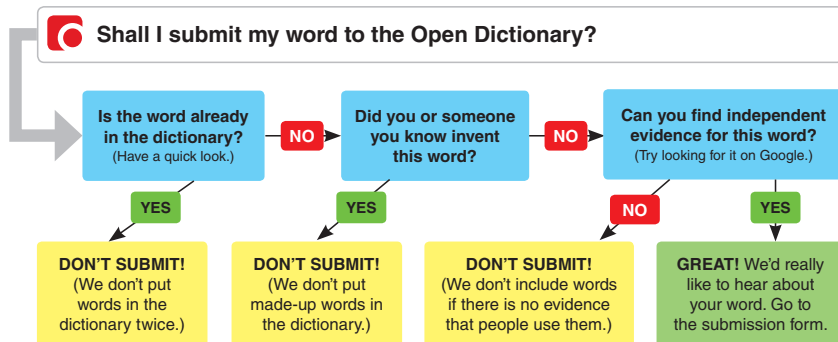 Shall I submit my word to the Open Dictionary?
Is the word already
in the dictionary?
(Have a quick look.)
NO
Did you or someone
you know invent
this word?
NO
Can you find independent
evidence for this word?
(Try looking for it on Google.)
YES
YES
NO
YES
DON'T SUBMIT!
(We don't put
words in the
dictionary twice.)
DON'T SUBMIT!
(We don't put
made-up words in
the dictionary.)
DON'T SUBMIT!
(We don't include words
if there is no evidence
that people use them.)
GREAT! We'd really
like to hear about
your word. Go to
the submission form.